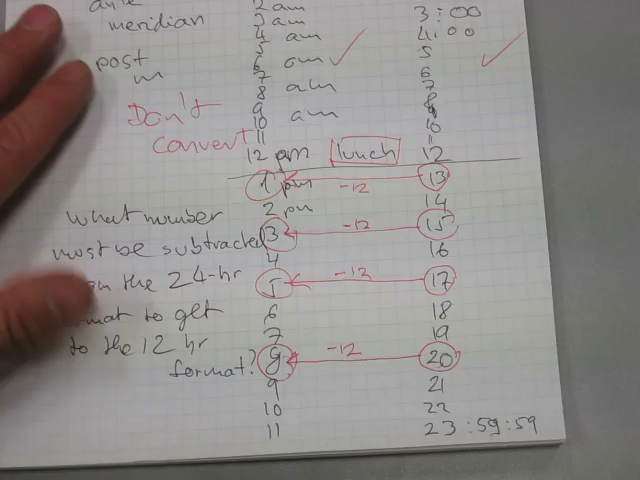 ante 2 am
meridian 3 am 3:00
4 am 4:00
post 5 5
m 6 am 6
7 7
Don't 8 am 8
9
10 am 10
convert 11 11
12 pm lunch 12
1 pm -12 13
what number 2 pm 14
must be subtracted 3 -12 15
4 16
the 24-hr 5 -12 17
to get 6 18
to the 12 hr 7 19
format? 8 -12 20
9 21
10 22
11 23:59:59